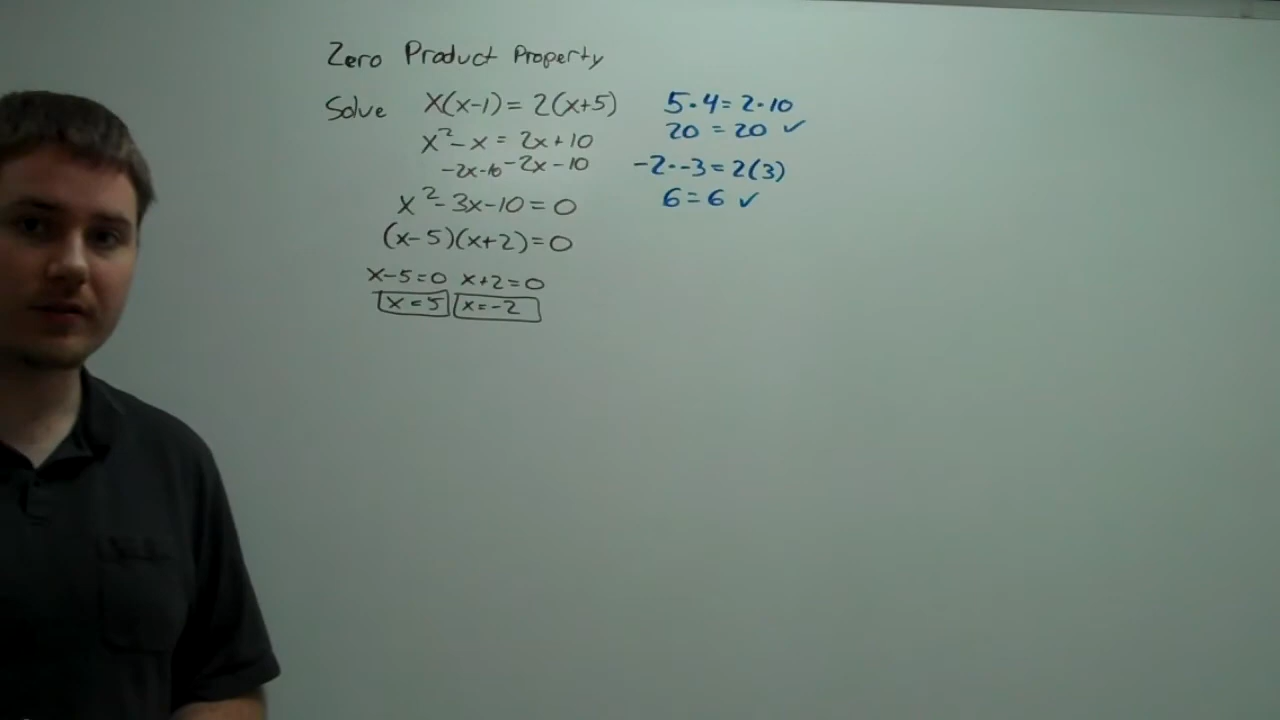 Zero Product Property
Solve x(x-1) = 2(x+5)
x²-x = 2x+10
-2x-10 -2x-10
x²-3x-10 = 0
(x-5)(x+2) = 0
x-5=0 x+2=0
x=5 x=-2
5·4 = 2·10
20 = 20 ✓
-2·-3 = 2(3)
6 = 6 ✓